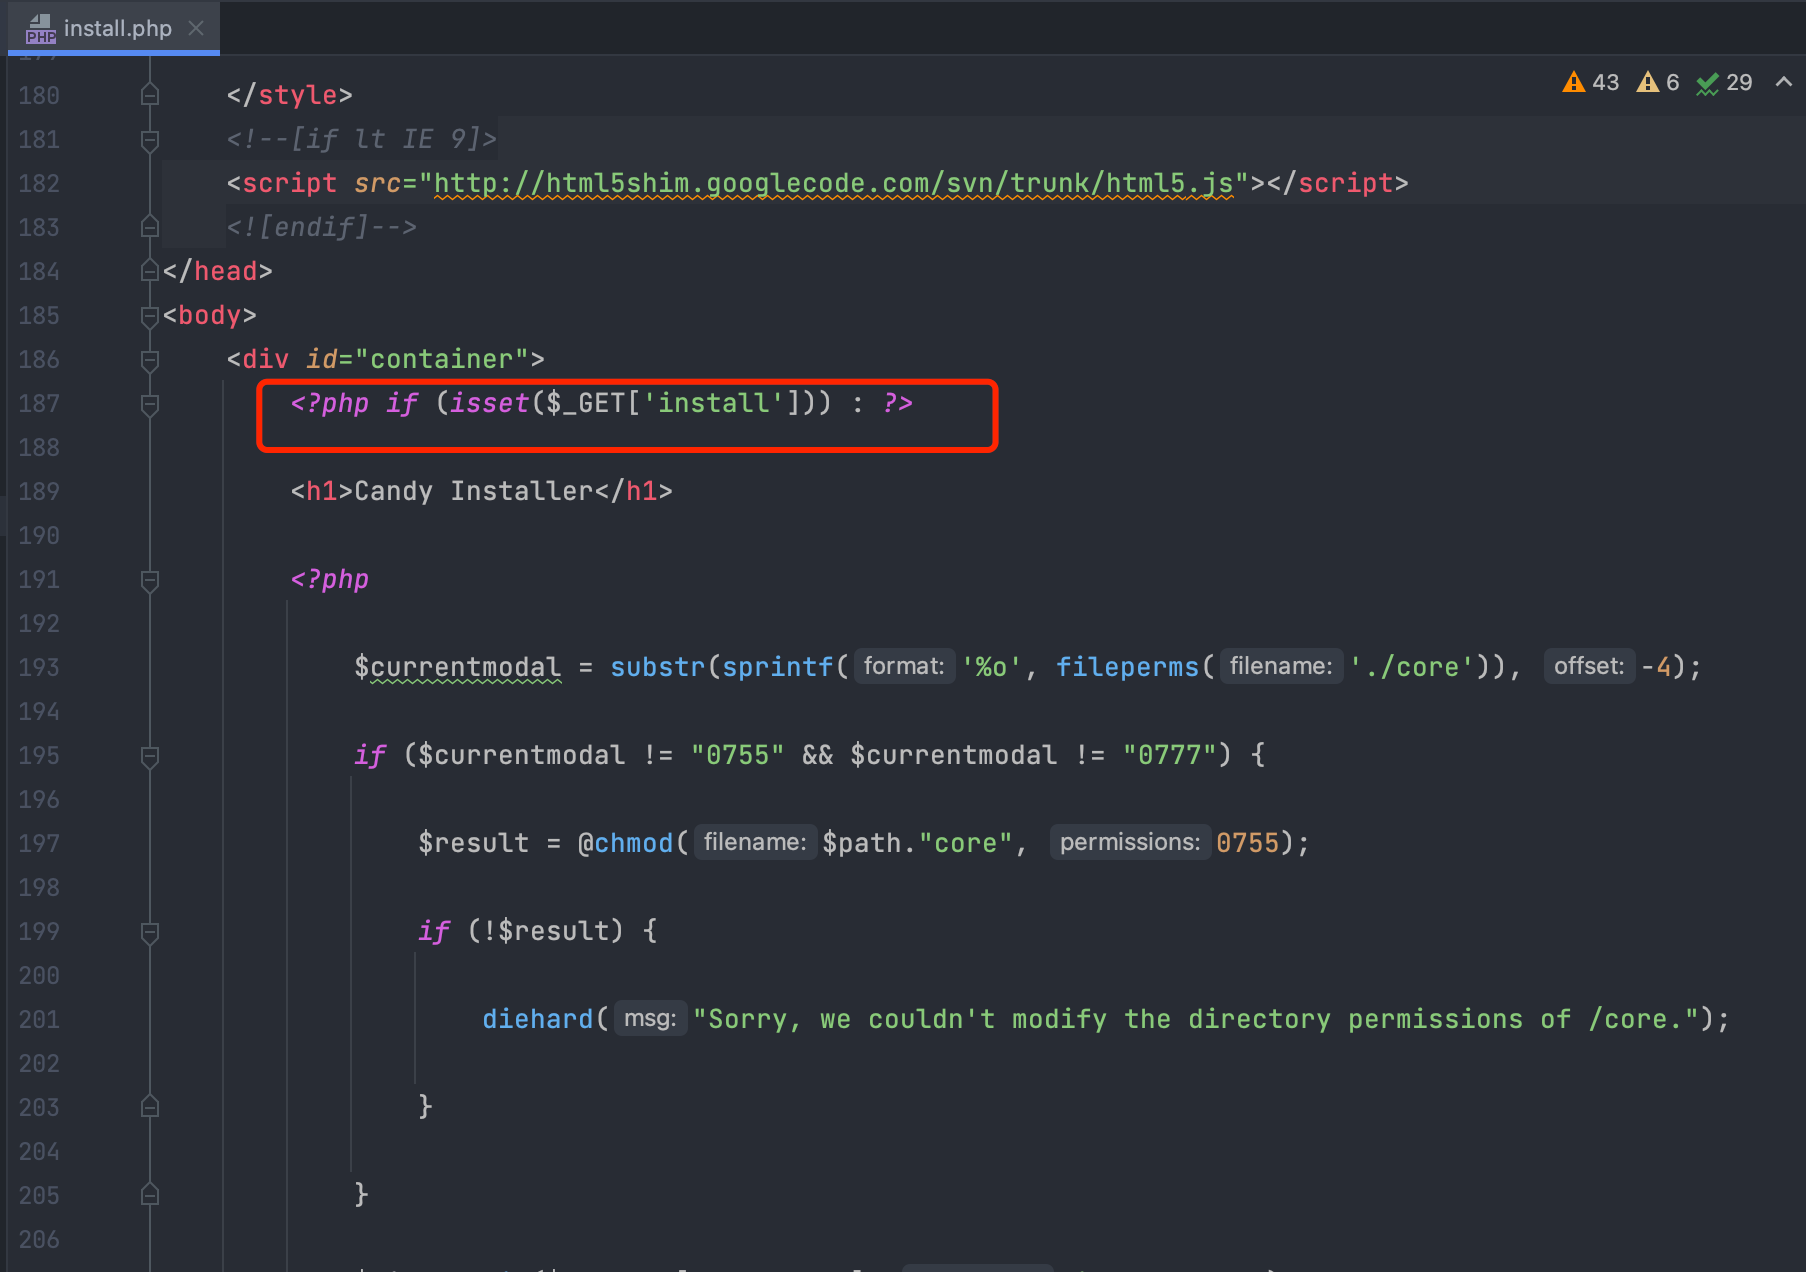 install.php
43 6 29
180 </style>
181 <!--[if lt IE 9]>
182 <script src="http://html5shim.googlecode.com/svn/trunk/html5.js"></script>
183 <![endif]-->
184 </head>
185 <body>
186 <div id="container">
187 <?php if (isset($_GET['install'])) : ?>
188
189 <h1>Candy Installer</h1>
190
191 <?php
192
193 $currentmodal = substr(sprintf( format: '%o', fileperms( filename: './core')), offset: -4);
194
195 if ($currentmodal != "0755" && $currentmodal != "0777") {
196
197 $result = @chmod( filename: $path."core", permissions: 0755);
198
199 if (!$result) {
200
201 diehard( msg: "Sorry, we couldn't modify the directory permissions of /core.");
202
203 }
204
205 }
206